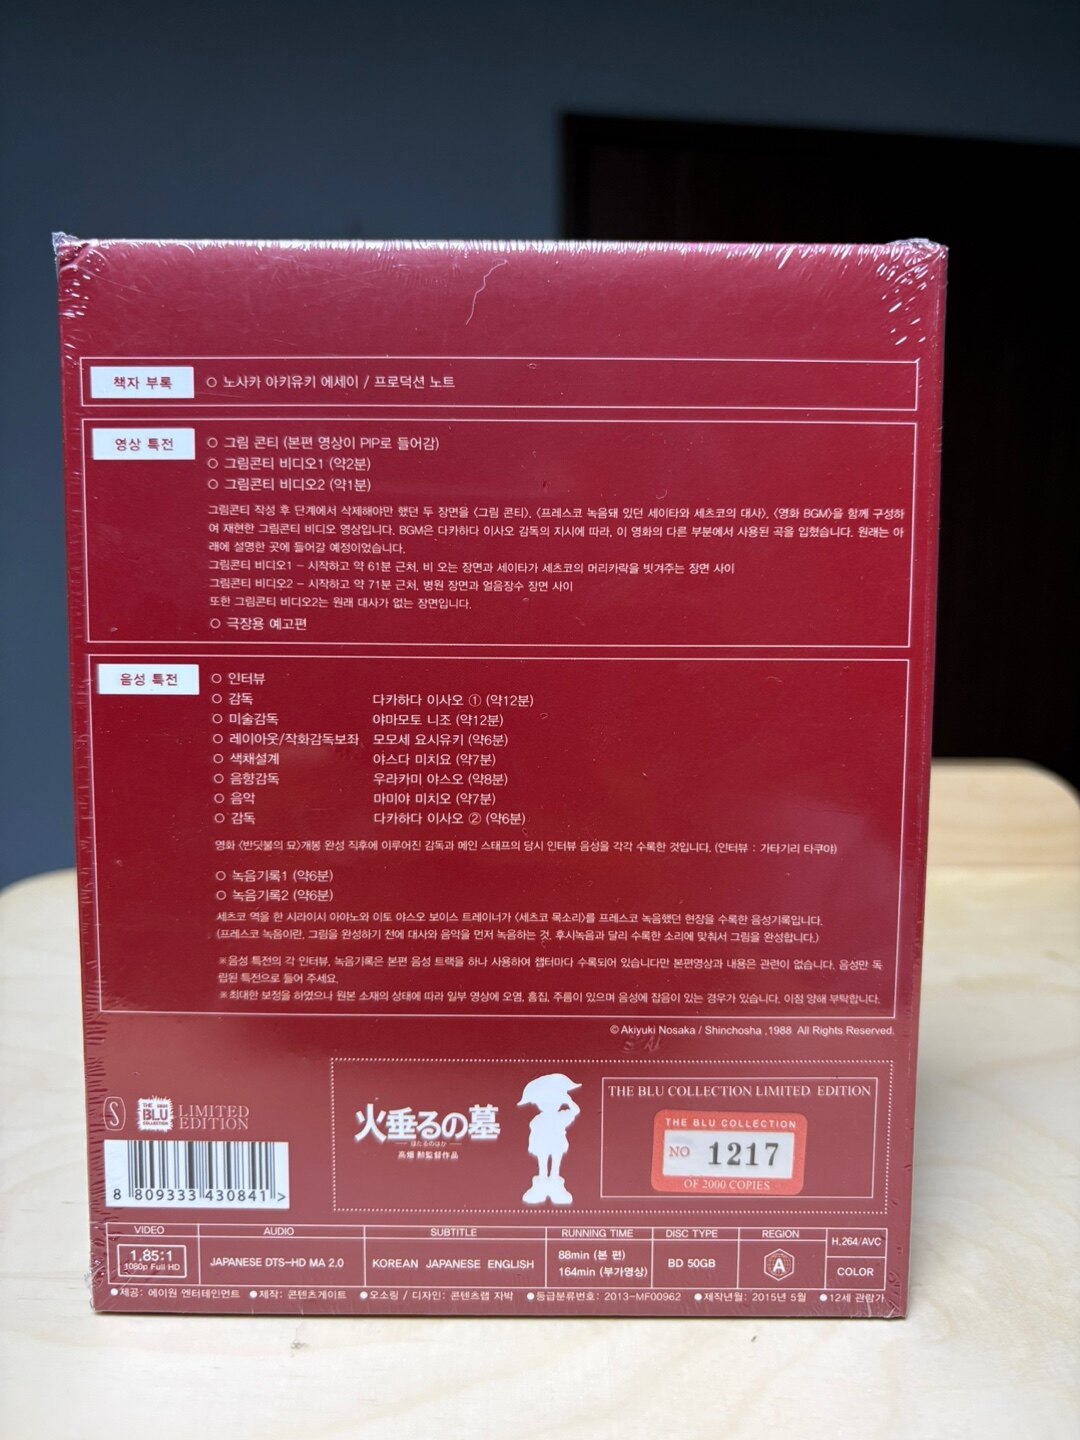 책자 부록
○ 노사카 아키유키 에세이 / 프로덕션 노트
영상 특전
○ 그림 콘티 (본편 영상이 PIP로 들어감)
○ 그림콘티 비디오1 (약2분)
○ 그림콘티 비디오2 (약1분)
그림콘티 작성 후 단계에서 삭제해야만 했던 두 장면을 〈그림 콘티〉, 〈프레스코 녹음돼 있던 세이타와 세츠코의 대사〉, 〈영화 BGM〉을 함께 구성하
여 재현한 그림콘티 비디오 영상입니다. BGM은 다카하다 이사오 감독의 지시에 따라, 이 영화의 다른 부분에서 사용된 곡을 입혔습니다. 원래는 아
래에 설명한 곳에 들어갈 예정이었습니다.
그림콘티 비디오1 – 시작하고 약 61분 근처, 비 오는 장면과 세이타가 세츠코의 머리카락을 빗겨주는 장면 사이
그림콘티 비디오2 – 시작하고 약 71분 근처, 병원 장면과 얼음장수 장면 사이
또한 그림콘티 비디오2는 원래 대사가 없는 장면입니다.
○ 극장용 예고편
음성 특전
○ 인터뷰
○ 감독 다카하다 이사오 ① (약12분)
○ 미술감독 야마모토 니조 (약12분)
○ 레이아웃/작화감독보좌 모모세 요시유키 (약6분)
○ 색채설계 야스다 미치요 (약7분)
○ 음향감독 우라카미 야스오 (약8분)
○ 음악 마미야 미치오 (약7분)
○ 감독 다카하다 이사오 ② (약6분)
영화 〈반딧불의 묘〉개봉 완성 직후에 이루어진 감독과 메인 스태프의 당시 인터뷰 음성을 각각 수록한 것입니다. (인터뷰 : 가타기리 타쿠야)
○ 녹음기록1 (약6분)
○ 녹음기록2 (약6분)
세츠코 역을 한 시라이시 아야노와 이토 야스오 보이스 트레이너가 〈세츠코 목소리〉를 프레스코 녹음했던 현장을 수록한 음성기록입니다.
(프레스코 녹음이란, 그림을 완성하기 전에 대사와 음악을 먼저 녹음하는 것. 후시녹음과 달리 수록한 소리에 맞춰서 그림을 완성합니다.)
※음성 특전의 각 인터뷰, 녹음기록은 본편 음성 트랙을 하나 사용하여 챕터마다 수록되어 있습니다만 본편영상과 내용은 관련이 없습니다. 음성만 독
립된 특전으로 들어 주세요.
※최대한 보정을 하였으나 원본 소재의 상태에 따라 일부 영상에 오염, 흠집, 주름이 있으며 음성에 잡음이 있는 경우가 있습니다. 이점 양해 부탁합니다.
© Akiyuki Nosaka / Shinchosha ,1988 All Rights Reserved.
S
THE BLU COLLECTION
LIMITED
EDITION
8 809333 430841 >
火垂るの墓
ほたるのはか
高畑 勲監督作品
THE BLU COLLECTION LIMITED EDITION
THE BLU COLLECTION
NO 1217
OF 2000 COPIES
VIDEO
1.85:1
1080p Full HD
AUDIO
JAPANESE DTS-HD MA 2.0
SUBTITLE
KOREAN JAPANESE ENGLISH
RUNNING TIME
88min (본 편)
164min (부가영상)
DISC TYPE
BD 50GB
REGION
A
H.264/AVC
COLOR
●제공: 에이원 엔터테인먼트 ●제작: 콘텐츠게이트 ●오소링 / 디자인: 콘텐츠랩 자박 ●등급분류번호: 2013-MF00962 ●제작년월: 2015년 5월 ●12세 관람가